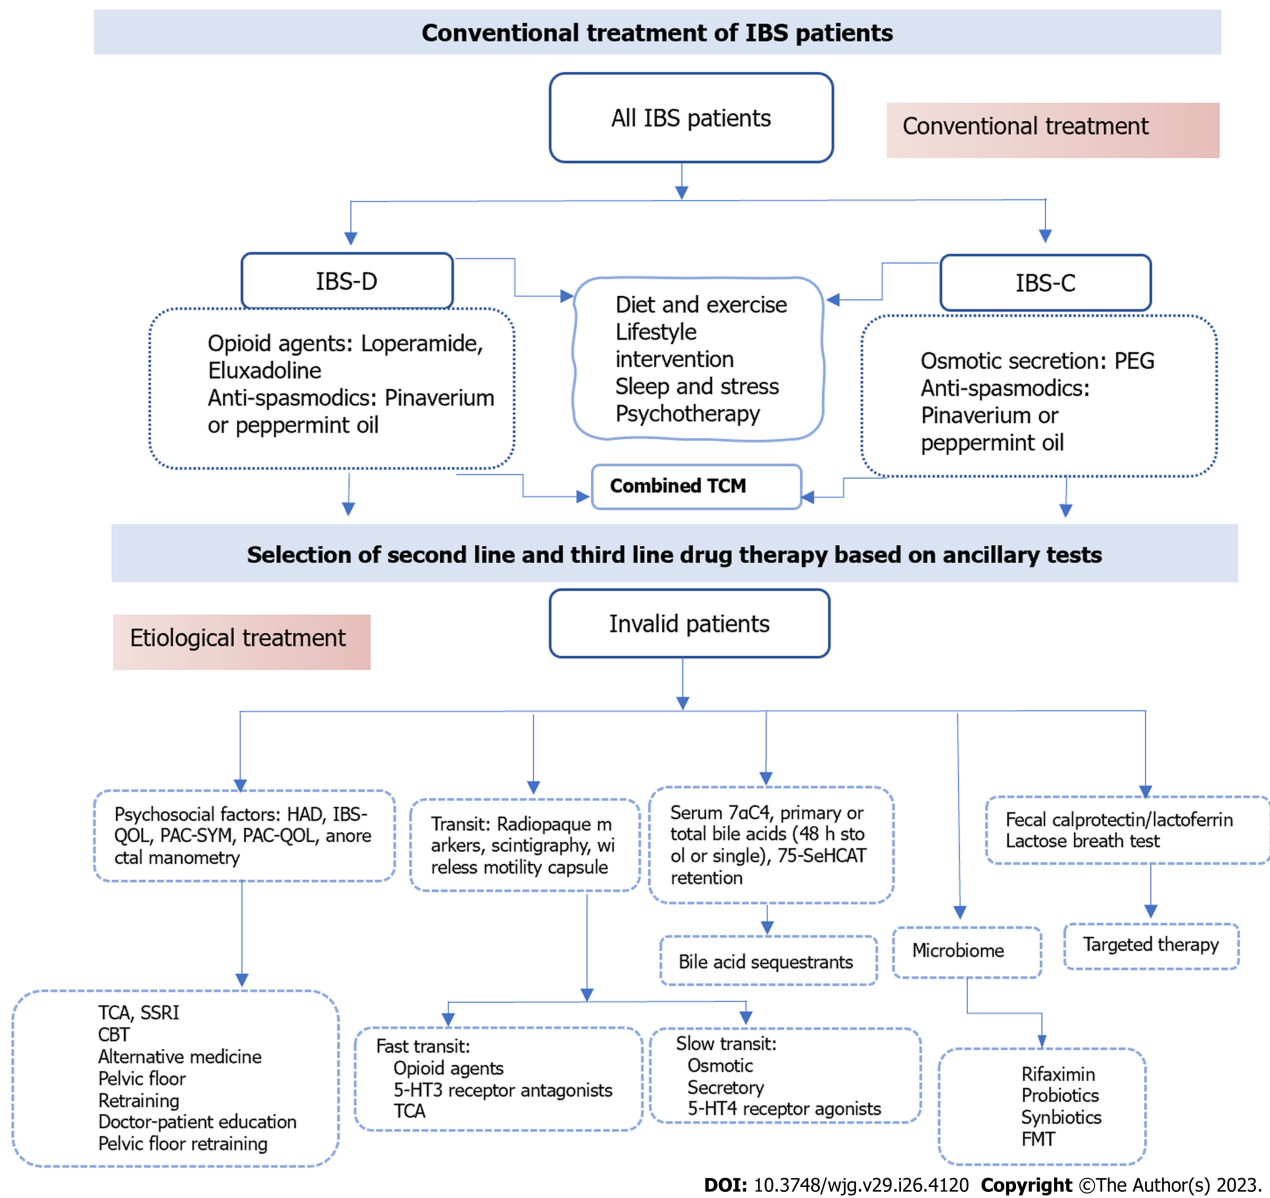 Conventional treatment of IBS patients
All IBS patients
Conventional treatment
IBS-D
IBS-C
Opioid agents: Loperamide,
Eluxadoline
Anti-spasmodics: Pinaverium
or peppermint oil
Diet and exercise
Lifestyle
intervention
Sleep and stress
Psychotherapy
Osmotic secretion: PEG
Anti-spasmodics:
Pinaverium or
peppermint oil
Combined TCM
Selection of second line and third line drug therapy based on ancillary tests
Etiological treatment
Invalid patients
Psychosocial factors: HAD, IBS-
QOL, PAC-SYM, PAC-QOL, anore
ctal manometry
Transit: Radiopaque m
arkers, scintigraphy, wi
reless motility capsule
Serum 7αC4, primary or
total bile acids (48 h sto
ol or single), 75-SeHCAT
retention
Fecal calprotectin/lactoferrin
Lactose breath test
Bile acid sequestrants
Microbiome
Targeted therapy
TCA, SSRI
CBT
Alternative medicine
Pelvic floor
Retraining
Doctor-patient education
Pelvic floor retraining
Fast transit:
Opioid agents
5-HT3 receptor antagonists
TCA
Slow transit:
Osmotic
Secretory
5-HT4 receptor agonists
Rifaximin
Probiotics
Synbiotics
FMT
DOI: 10.3748/wjg.v29.i26.4120 Copyright ©The Author(s) 2023.